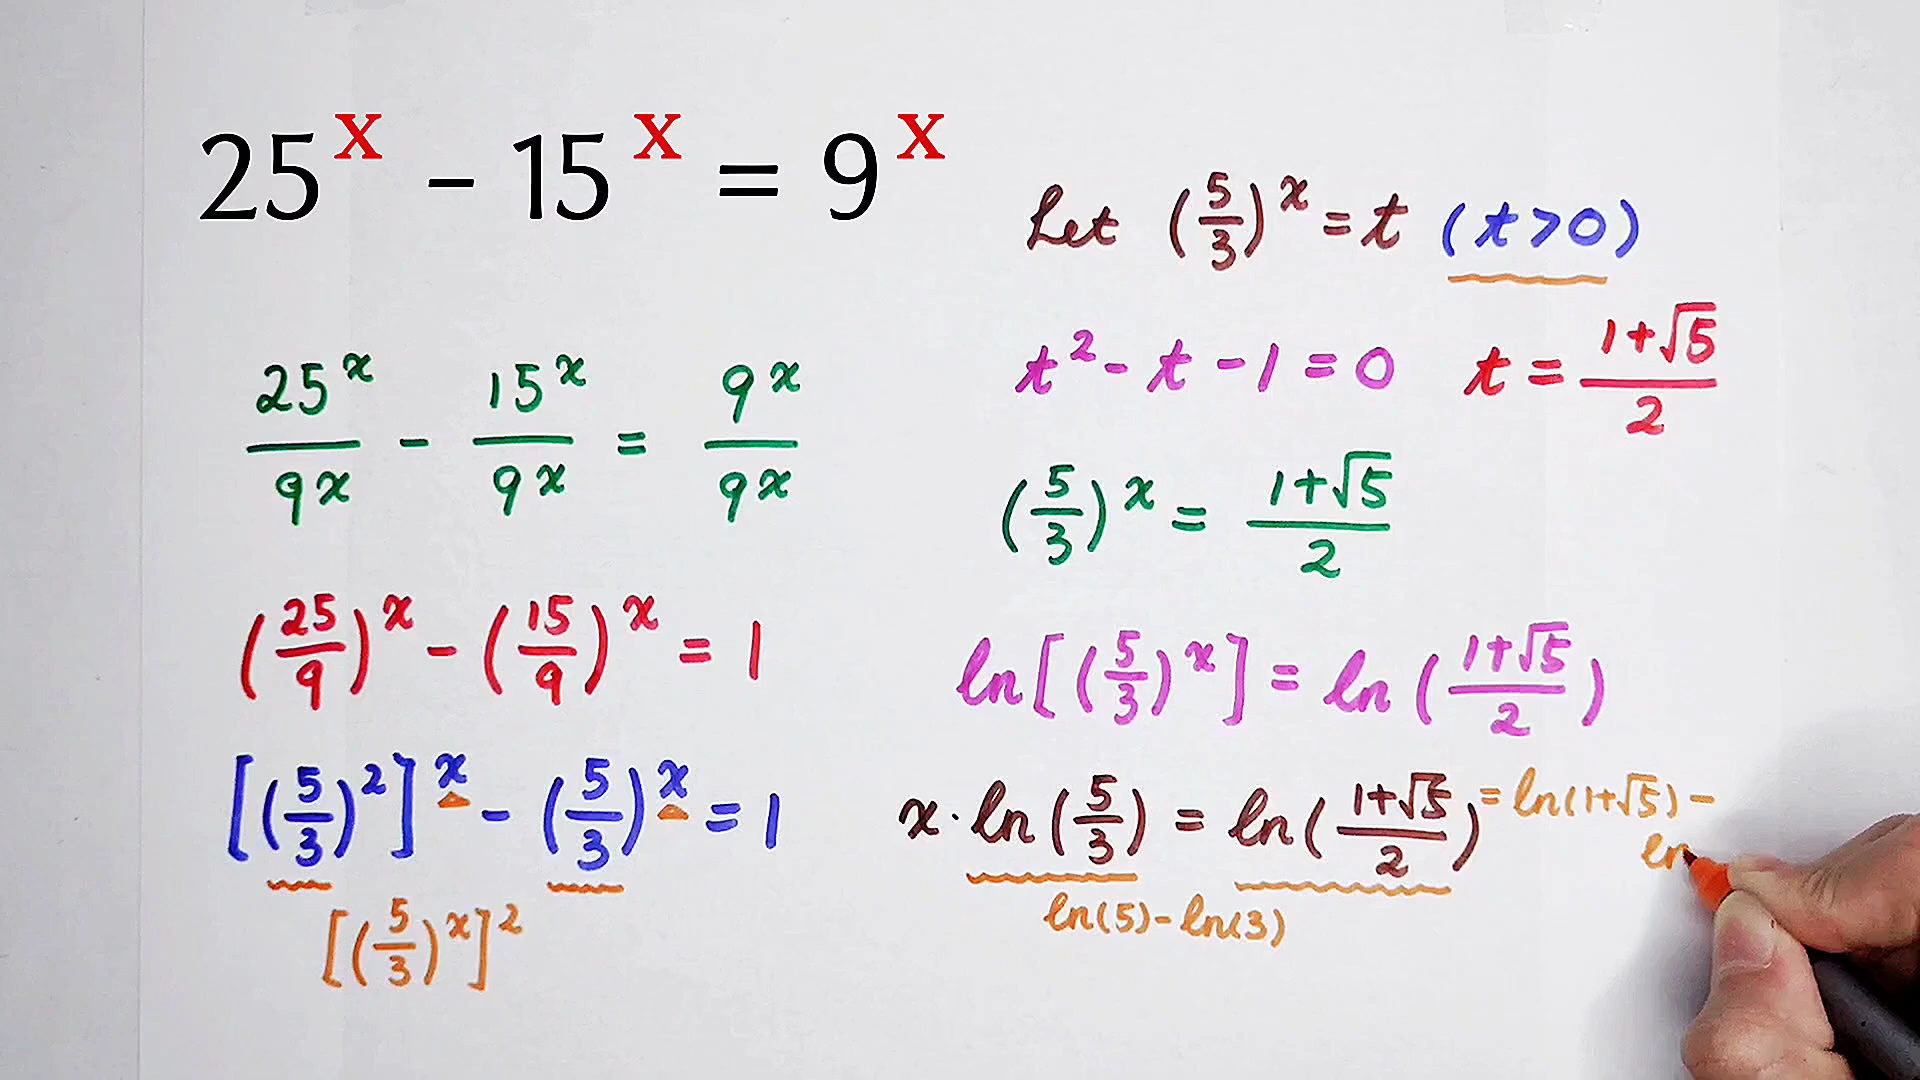 25^x - 15^x = 9^x
25^x/9^x - 15^x/9^x = 9^x/9^x
(25/9)^x - (15/9)^x = 1
[(5/3)^2]^x - (5/3)^x = 1
[(5/3)^x]^2
Let (5/3)^x = t (t>0)
t^2 - t - 1 = 0 t = (1+√5)/2
(5/3)^x = (1+√5)/2
ln[(5/3)^x] = ln((1+√5)/2)
x·ln(5/3) = ln((1+√5)/2) = ln(1+√5) -
ln
ln(5)-ln(3)